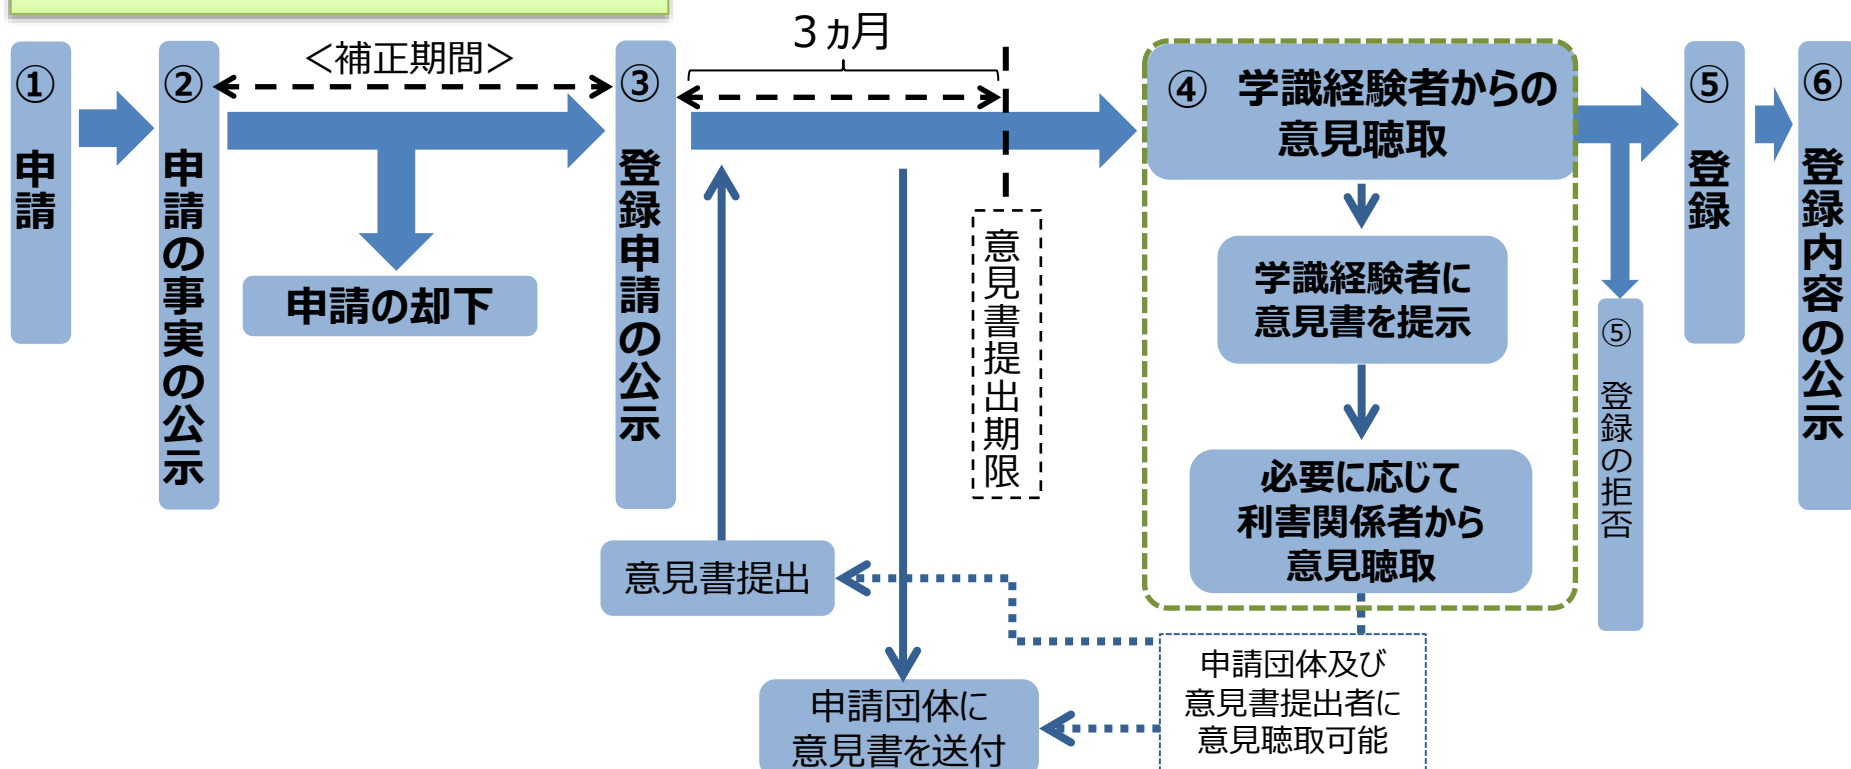 ①
申請
②
申請の事実の公示
＜補正期間＞
申請の却下
③
登録申請の公示
３ヵ月
意見書提出期限
意見書提出
申請団体に
意見書を送付
④ 学識経験者からの
意見聴取
学識経験者に
意見書を提示
必要に応じて
利害関係者から
意見聴取
申請団体及び
意見書提出者に
意見聴取可能
⑤
登録
⑤
登録の拒否
⑥
登録内容の公示